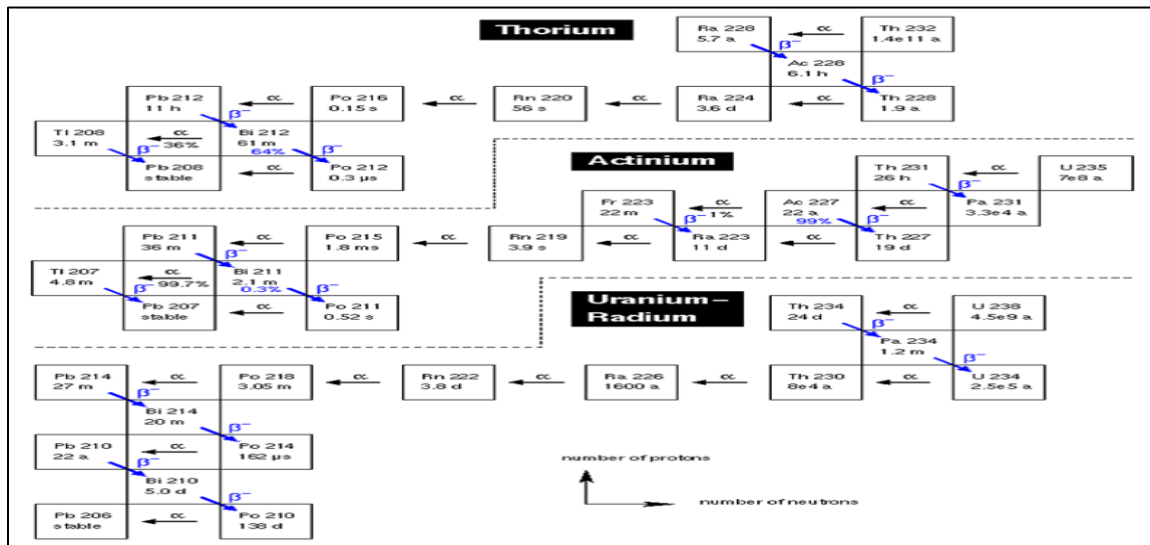 Thorium
Ra 228
5.7 a
α
Th 232
1.4e11 a
β⁻
Ac 228
6.1 h
β⁻
Pb 212
11 h
α
Po 216
0.15 s
α
Rn 220
56 s
α
Ra 224
3.6 d
α
Th 228
1.9 a
β⁻
Tl 208
3.1 m
α
36%
Bi 212
61 m
64%
β⁻
β⁻
Pb 208
stable
α
Po 212
0.3 µs
Actinium
Th 231
26 h
α
U 235
7e8 a
β⁻
Fr 223
22 m
α
~1%
Ac 227
22 a
99%
Pa 231
3.3e4 a
β⁻
β⁻
Pb 211
36 m
α
Po 215
1.8 ms
α
Rn 219
3.9 s
α
Ra 223
11 d
α
Th 227
19 d
β⁻
Tl 207
4.8 m
α
99.7%
Bi 211
2.1 m
0.3%
β⁻
β⁻
Pb 207
stable
α
Po 211
0.52 s
Uranium–
Radium
Th 234
24 d
α
U 238
4.5e9 a
β⁻
Pa 234
1.2 m
β⁻
Pb 214
27 m
α
Po 218
3.05 m
α
Rn 222
3.8 d
α
Ra 226
1600 a
α
Th 230
8e4 a
α
U 234
2.5e5 a
β⁻
Bi 214
20 m
β⁻
Pb 210
22 a
α
Po 214
162 µs
β⁻
Bi 210
5.0 d
β⁻
Pb 206
stable
α
Po 210
138 d
number of protons
number of neutrons